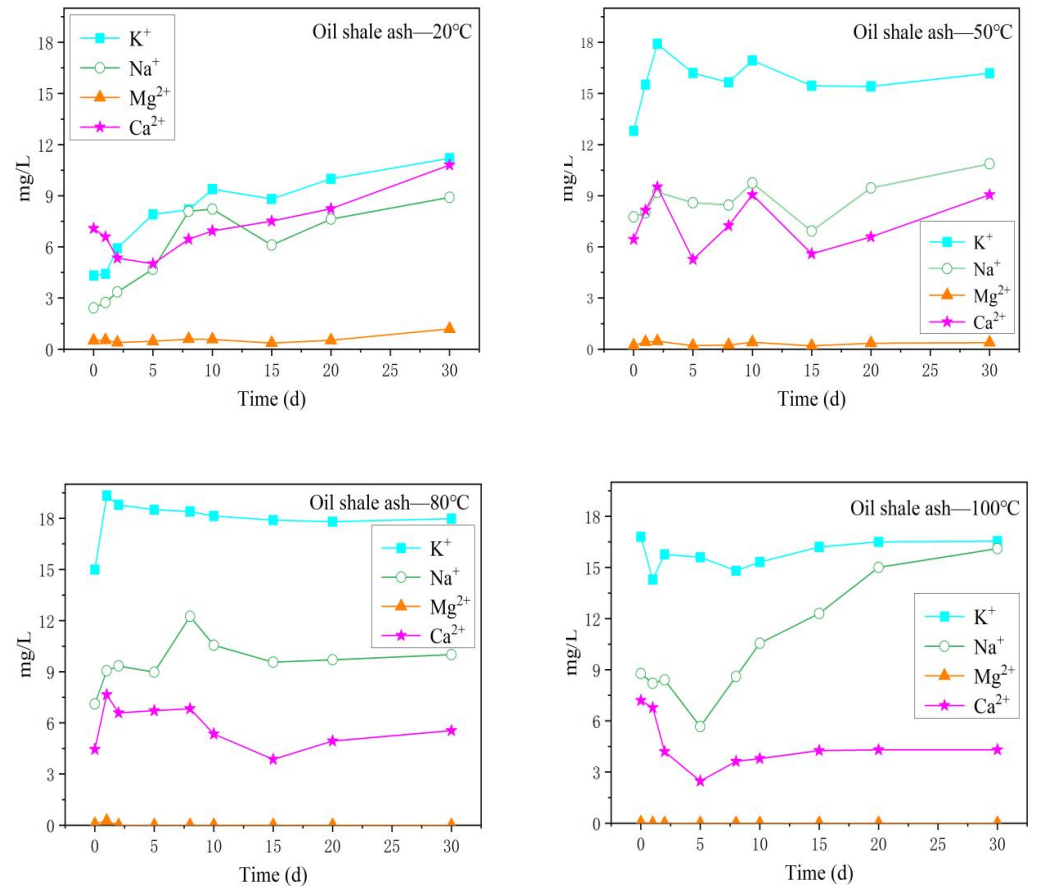 Oil shale ash—20℃
K⁺
Na⁺
Mg²⁺
Ca²⁺
18
15
12
9
6
3
0
mg/L
0 5 10 15 20 25 30
Time (d)
Oil shale ash—50℃
18
15
12
9
6
3
0
mg/L
K⁺
Na⁺
Mg²⁺
Ca²⁺
0 5 10 15 20 25 30
Time (d)
Oil shale ash—80℃
18
15
12
9
6
3
0
mg/L
K⁺
Na⁺
Mg²⁺
Ca²⁺
0 5 10 15 20 25 30
Time (d)
Oil shale ash—100℃
18
15
12
9
6
3
0
mg/L
K⁺
Na⁺
Mg²⁺
Ca²⁺
0 5 10 15 20 25 30
Time (d)